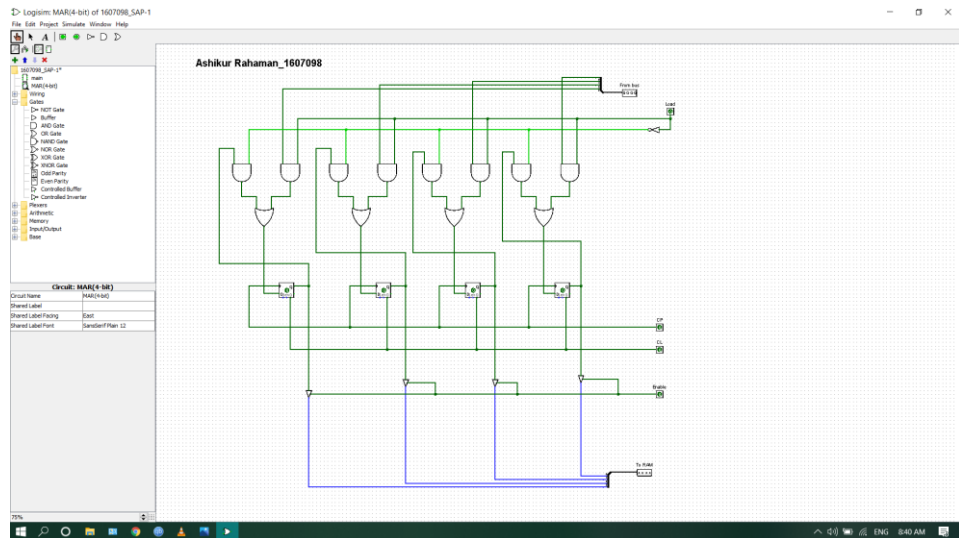 Logisim: MAR(4-bit) of 1607098_SAP-1
File Edit Project Simulate Window Help
1607098_SAP-1*
main
MAR(4-bit)
Wiring
Gates
NOT Gate
Buffer
AND Gate
OR Gate
NAND Gate
NOR Gate
XOR Gate
XNOR Gate
Odd Parity
Even Parity
Controlled Buffer
Controlled Inverter
Plexers
Arithmetic
Memory
Input/Output
Base
Circuit: MAR(4-bit)
Circuit Name MAR(4-bit)
Shared Label
Shared Label Facing East
Shared Label Font SansSerif Plain 12
75%
Ashikur Rahaman_1607098
From bus
Load
CP
CL
Enable
To RAM
ENG 8:40 AM